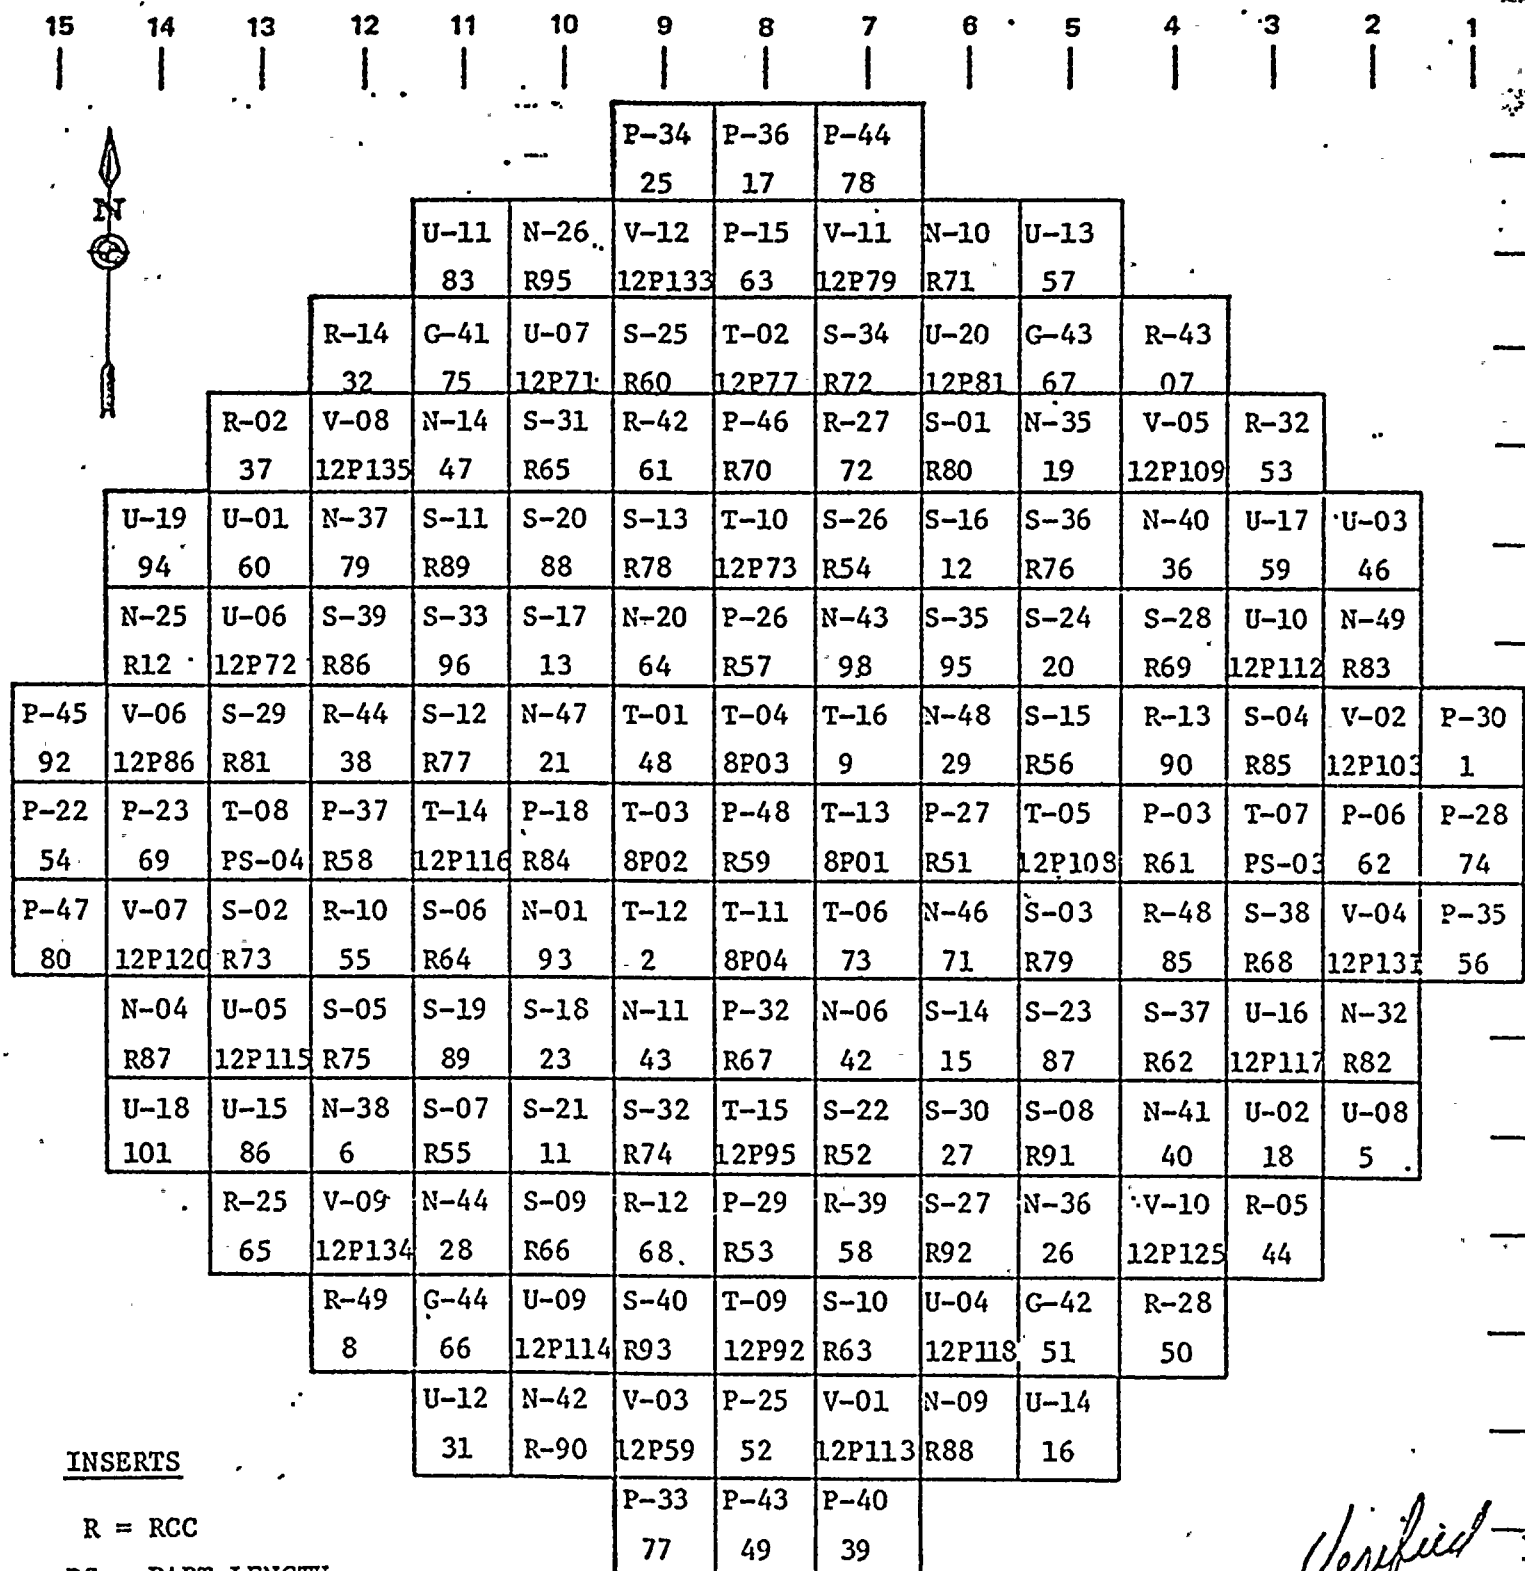 15 14 13 12 11 10 9 8 7 6 5 4 3 2 1
P-34 P-36 P-44
25 17 78
N
U-11 N-26 V-12 P-15 V-11 N-10 U-13
83 R95 12P133 63 12P79 R71 57
R-14 G-41 U-07 S-25 T-02 S-34 U-20 G-43 R-43
32 75 12P71 R60 12P77 R72 12P81 67 07
R-02 V-08 N-14 S-31 R-42 P-46 R-27 S-01 N-35 V-05 R-32
37 12P135 47 R65 61 R70 72 R80 19 12P109 53
U-19 U-01 N-37 S-11 S-20 S-13 T-10 S-26 S-16 S-36 N-40 U-17 U-03
94 60 79 R89 88 R78 12P73 R54 12 R76 36 59 46
N-25 U-06 S-39 S-33 S-17 N-20 P-26 N-43 S-35 S-24 S-28 U-10 N-49
R12 12P72 R86 96 13 64 R57 98 95 20 R69 12P112 R83
P-45 V-06 S-29 R-44 S-12 N-47 T-01 T-04 T-16 N-48 S-15 R-13 S-04 V-02 P-30
92 12P86 R81 38 R77 21 48 8P03 9 29 R56 90 R85 12P103 1
P-22 P-23 T-08 P-37 T-14 P-18 T-03 P-48 T-13 P-27 T-05 P-03 T-07 P-06 P-28
54 69 PS-04 R58 12P116 R84 8P02 R59 8P01 R51 12P108 R61 PS-03 62 74
P-47 V-07 S-02 R-10 S-06 N-01 T-12 T-11 T-06 N-46 S-03 R-48 S-38 V-04 P-35
80 12P120 R73 55 R64 93 2 8P04 73 71 R79 85 R68 12P131 56
N-04 U-05 S-05 S-19 S-18 N-11 P-32 N-06 S-14 S-23 S-37 U-16 N-32
R87 12P115 R75 89 23 43 R67 42 15 87 R62 12P117 R82
U-18 U-15 N-38 S-07 S-21 S-32 T-15 S-22 S-30 S-08 N-41 U-02 U-08
101 86 6 R55 11 R74 12P95 R52 27 R91 40 18 5
R-25 V-09 N-44 S-09 R-12 P-29 R-39 S-27 N-36 V-10 R-05
65 12P134 28 R66 68 R53 58 R92 26 12P125 44
R-49 G-44 U-09 S-40 T-09 S-10 U-04 G-42 R-28
8 66 12P114 R93 12P92 R63 12P118 51 50
U-12 N-42 V-03 P-25 V-01 N-09 U-14
31 R-90 12P59 52 12P113 R88 16
INSERTS
P-33 P-43 P-40
R = RCC
77 49 39
Verified